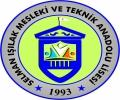 SELMAN IŞILAK MESLEKİ VE TEKNİK ANADOLU LİSESİ
1993